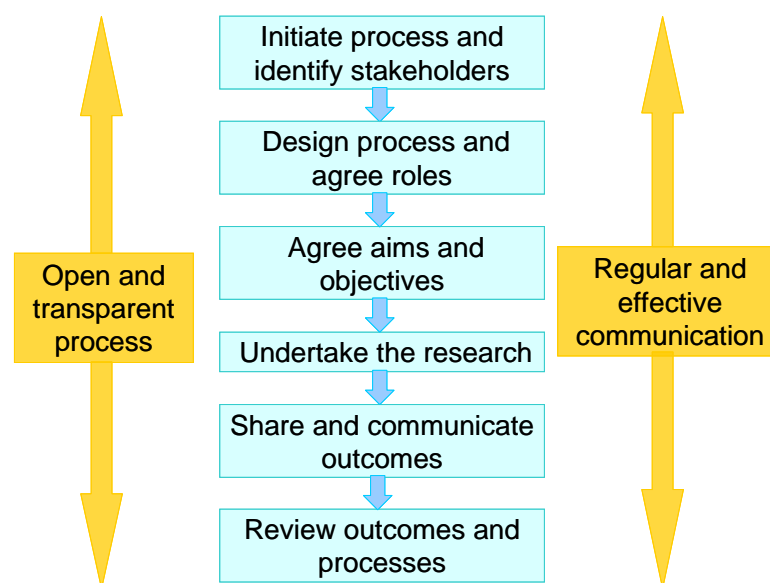 Initiate process and
identify stakeholders
Design process and
agree roles
Agree aims and
objectives
Open and
transparent
process
Regular and
effective
communication
Undertake the research
Share and communicate
outcomes
Review outcomes and
processes